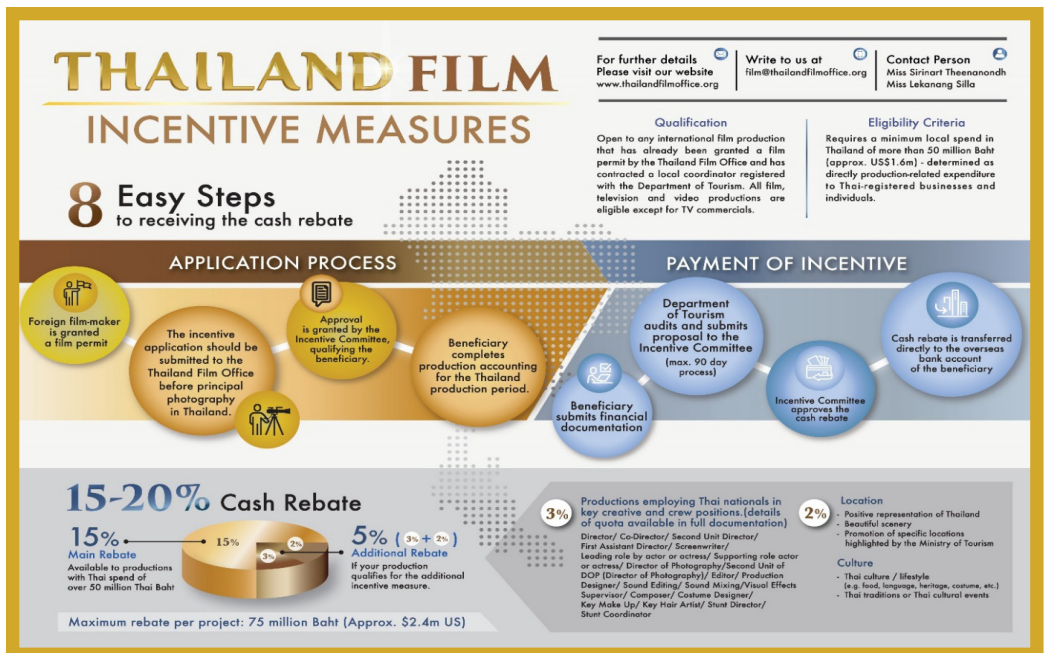 THAILAND FILM
INCENTIVE MEASURES
8 Easy Steps
to receiving the cash rebate
For further details
Please visit our website
www.thailandfilmoffice.org
Write to us at
film@thailandfilmoffice.org
Contact Person
Miss Sirinart Theenanondh
Miss Lekanang Silla
Qualification
Open to any international film production
that has already been granted a film
permit by the Thailand Film Office and has
contracted a local coordinator registered
with the Department of Tourism. All film,
television and video productions are
eligible except for TV commercials.
Eligibility Criteria
Requires a minimum local spend in
Thailand of more than 50 million Baht
(approx. US$1.6m) - determined as
directly production-related expenditure
to Thai-registered businesses and
individuals.
APPLICATION PROCESS
Foreign film-maker
is granted
a film permit
The incentive
application should be
submitted to the
Thailand Film Office
before principal
photography
in Thailand.
Approval
is granted by the
Incentive Committee,
qualifying the
beneficiary.
Beneficiary
completes
production accounting
for the Thailand
production period.
PAYMENT OF INCENTIVE
Beneficiary
submits financial
documentation
Department
of Tourism
audits and submits
proposal to the
Incentive Committee
(max. 90 day
process)
Incentive Committee
approves the
cash rebate
Cash rebate is transferred
directly to the overseas
bank account
of the beneficiary
15-20% Cash Rebate
15%
Main Rebate
Available to productions
with Thai spend of
over 50 million Thai Baht
15%
2%
3%
5% ( 3% + 2% )
Additional Rebate
If your production
qualifies for the additional
incentive measure.
Maximum rebate per project: 75 million Baht (Approx. $2.4m US)
3%
Productions employing Thai nationals in
key creative and crew positions.(details
of quota available in full documentation)
Director/ Co-Director/ Second Unit Director/
First Assistant Director/ Screenwriter/
Leading role by actor or actress/ Supporting role actor
or actress/ Director of Photography/Second Unit of
DOP (Director of Photography)/ Editor/ Production
Designer/ Sound Editing/ Sound Mixing/Visual Effects
Supervisor/ Composer/ Costume Designer/
Key Make Up/ Key Hair Artist/ Stunt Director/
Stunt Coordinator
2%
Location
- Positive representation of Thailand
- Beautiful scenery
- Promotion of specific locations
highlighted by the Ministry of Tourism
Culture
- Thai culture / lifestyle
(e.g. food, language, heritage, costume, etc.)
- Thai traditions or Thai cultural events